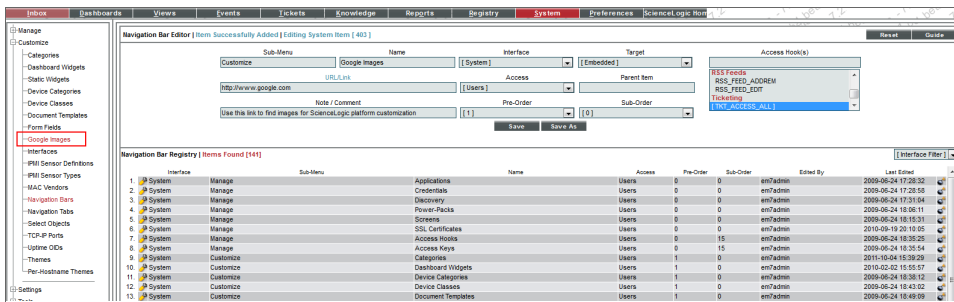 Inbox Dashboards Views Events Tickets Knowledge Reports Registry System Preferences ScienceLogic Hom
Manage
Customize
Categories
Dashboard Widgets
Static Widgets
Device Categories
Device Classes
Document Templates
Form Fields
Google Images
Interfaces
IPMI Sensor Definitions
IPMI Sensor Types
MAC Vendors
Navigation Bars
Navigation Tabs
Select Objects
TCP-IP Ports
Uptime OIDs
Themes
Per-Hostname Themes
Settings
Tools
Navigation Bar Editor | Item Successfully Added | Editing System Item [ 403 ] Reset Guide
Sub-Menu Name Interface Target Access Hook(s)
Customize Google Images [ System ] [ Embedded ]
URL/Link Access Parent Item
http://www.google.com [ Users ]
Note / Comment Pre-Order Sub-Order
Use this link to find images for ScienceLogic platform customization [ 1 ] [ 0 ]
RSS Feeds
RSS_FEED_ADDREM
RSS_FEED_EDIT
Ticketing
[TKT_ACCESS_ALL]
Save Save As
Navigation Bar Registry | Items Found [141] [ Interface Filter ]
Interface Sub-Menu Name Access Pre-Order Sub-Order Edited By Last Edited
1. System Manage Applications Users 0 0 em7admin 2009-06-24 17:28:32
2. System Manage Credentials Users 0 0 em7admin 2009-06-24 17:28:58
3. System Manage Discovery Users 0 0 em7admin 2009-06-24 17:31:04
4. System Manage Power-Packs Users 0 0 em7admin 2009-06-24 18:06:11
5. System Manage Screens Users 0 0 em7admin 2009-06-24 18:15:31
6. System Manage SSL Certificates Users 0 0 em7admin 2010-09-19 20:10:05
7. System Manage Access Hooks Users 0 15 em7admin 2009-06-24 18:35:25
8. System Manage Access Keys Users 0 15 em7admin 2009-06-24 18:35:54
9. System Customize Categories Users 1 0 em7admin 2011-10-04 15:39:29
10. System Customize Dashboard Widgets Users 1 0 em7admin 2010-02-02 15:55:57
11. System Customize Device Categories Users 1 0 em7admin 2009-06-24 18:38:12
12. System Customize Device Classes Users 1 0 em7admin 2009-06-24 18:43:02
13. System Customize Document Templates Users 1 0 em7admin 2009-06-24 18:49:09